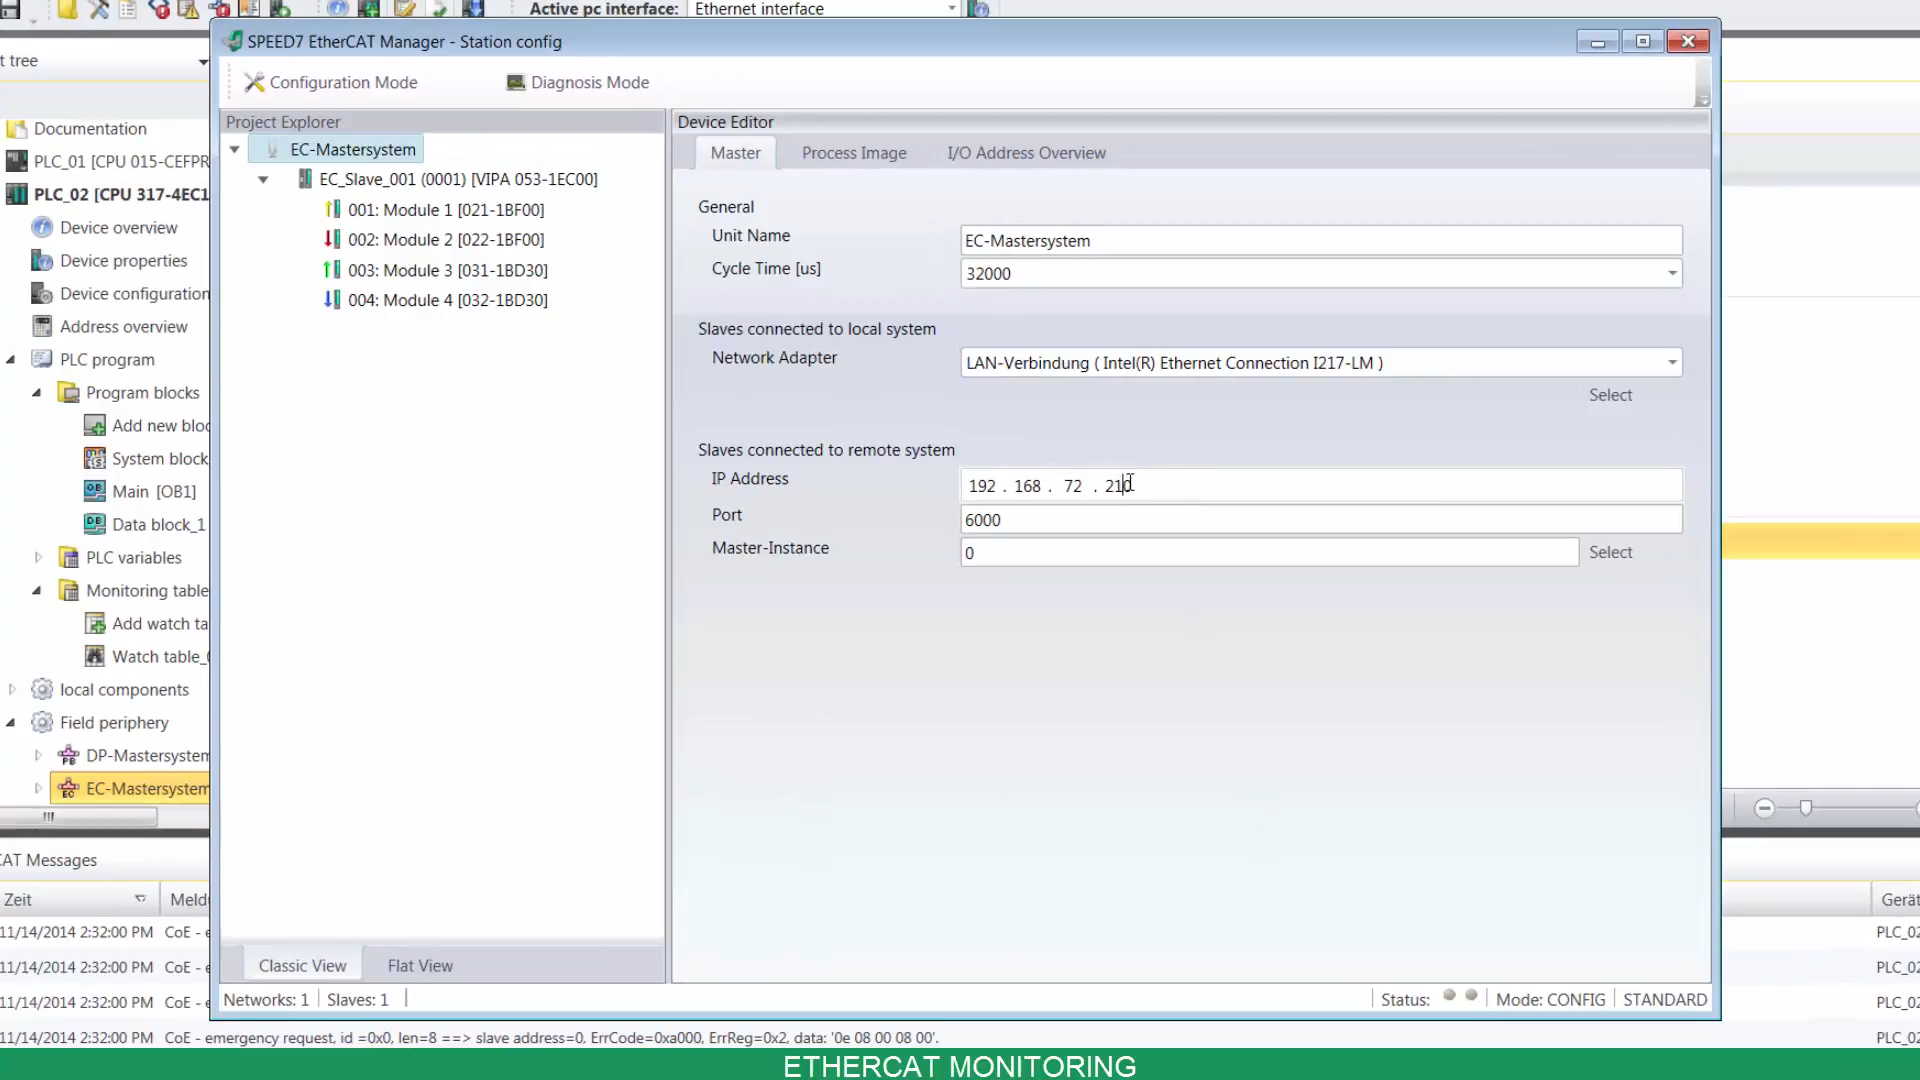 Active pc interface: Ethernet interface
SPEED7 EtherCAT Manager - Station config
t tree
Configuration Mode Diagnosis Mode
Project Explorer
Device Editor
Documentation
PLC_01 [CPU 015-CEFPR
PLC_02 [CPU 317-4EC1
Device overview
Device properties
Device configuration
Address overview
PLC program
Program blocks
Add new bloc
System block
Main [OB1]
Data block_1
PLC variables
Monitoring table
Add watch ta
Watch table_
local components
Field periphery
DP-Mastersystem
EC-Mastersystem
EC-Mastersystem
EC_Slave_001 (0001) [VIPA 053-1EC00]
001: Module 1 [021-1BF00]
002: Module 2 [022-1BF00]
003: Module 3 [031-1BD30]
004: Module 4 [032-1BD30]
Master Process Image I/O Address Overview
General
Unit Name EC-Mastersystem
Cycle Time [us] 32000
Slaves connected to local system
Network Adapter LAN-Verbindung ( Intel(R) Ethernet Connection I217-LM )
Select
Slaves connected to remote system
IP Address 192 . 168 . 72 . 210
Port 6000
Master-Instance 0 Select
Classic View Flat View
Networks: 1 Slaves: 1
Status: Mode: CONFIG STANDARD
CAT Messages
Zeit Meld Gerät
11/14/2014 2:32:00 PM CoE - e PLC_02
11/14/2014 2:32:00 PM CoE - e PLC_02
11/14/2014 2:32:00 PM CoE - e PLC_02
11/14/2014 2:32:00 PM CoE - emergency request, id =0x0, len=8 ==> slave address=0, ErrCode=0xa000, ErrReg=0x2, data: '0e 08 00 08 00'. PLC_02
ETHERCAT MONITORING